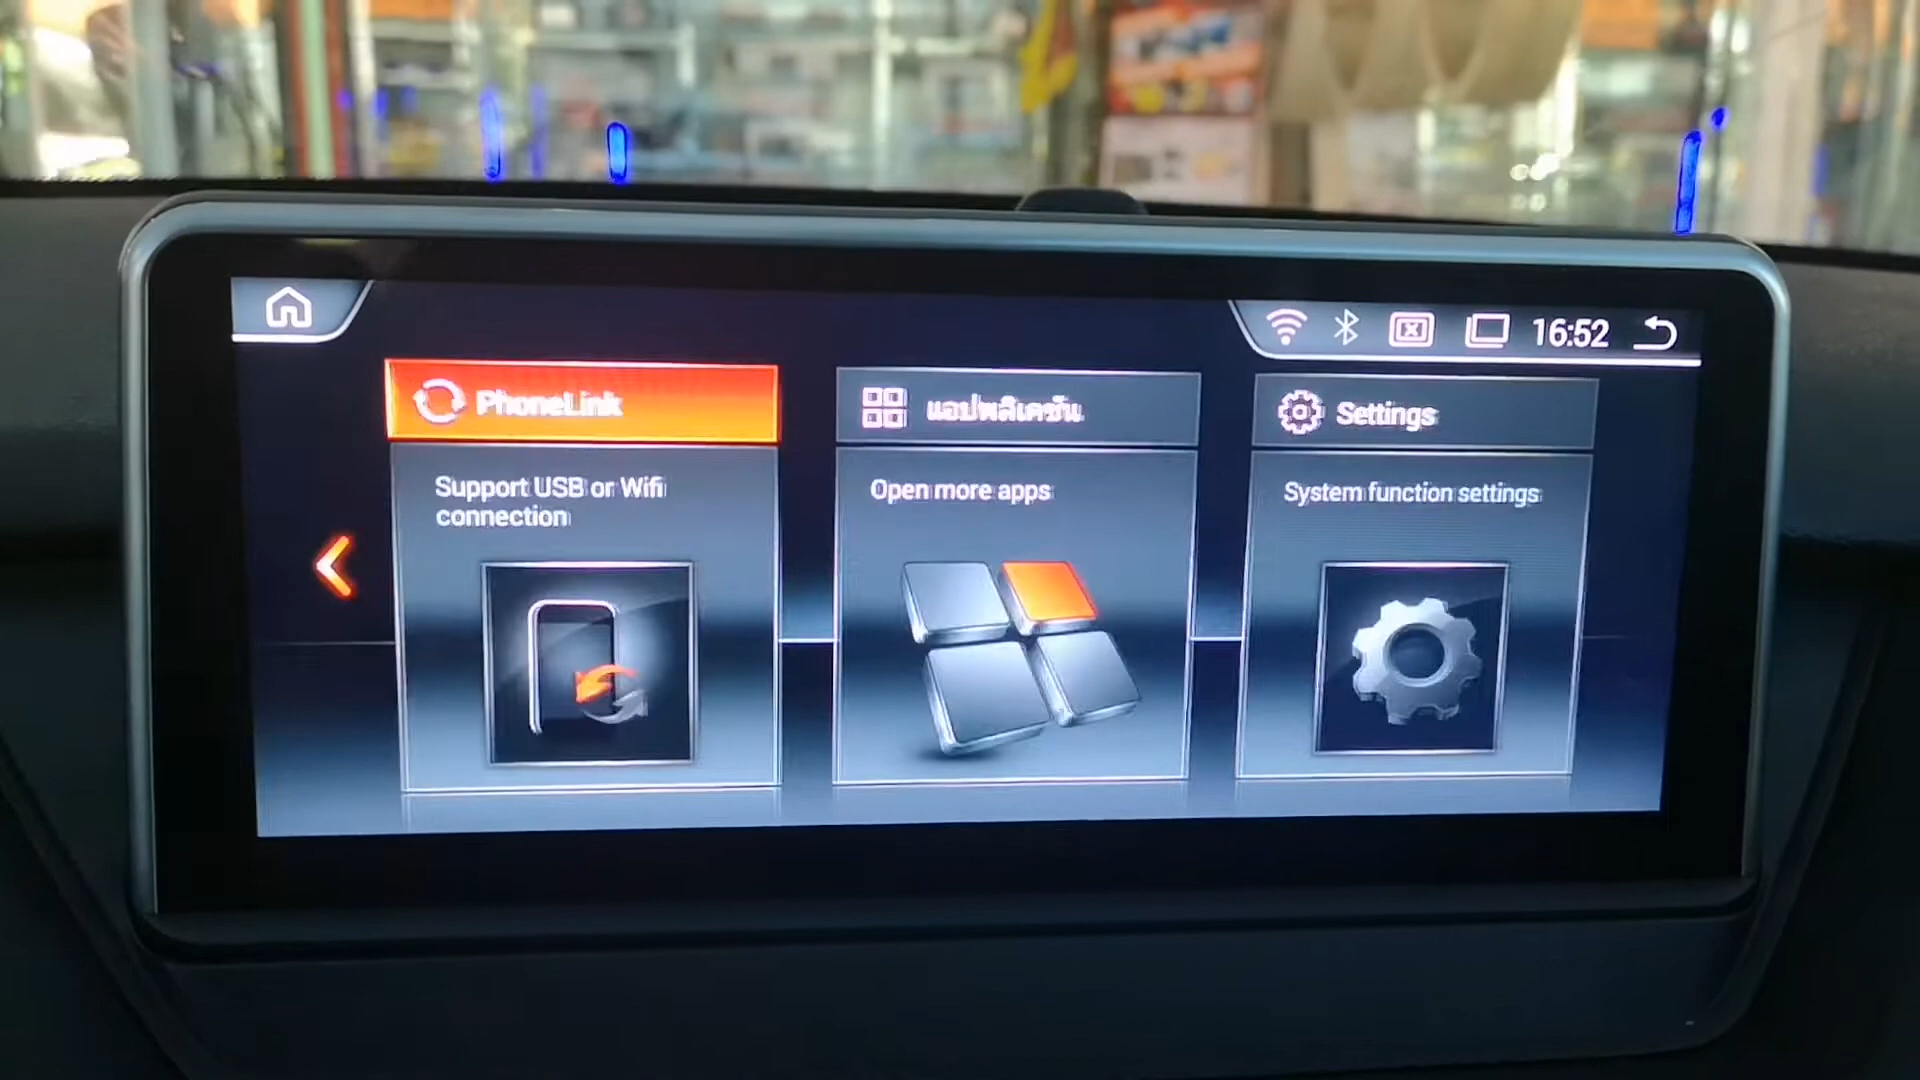 16:52
PhoneLink
Support USB or Wifi
connection
แอปพลิเคชัน
Open more apps
Settings
System function settings